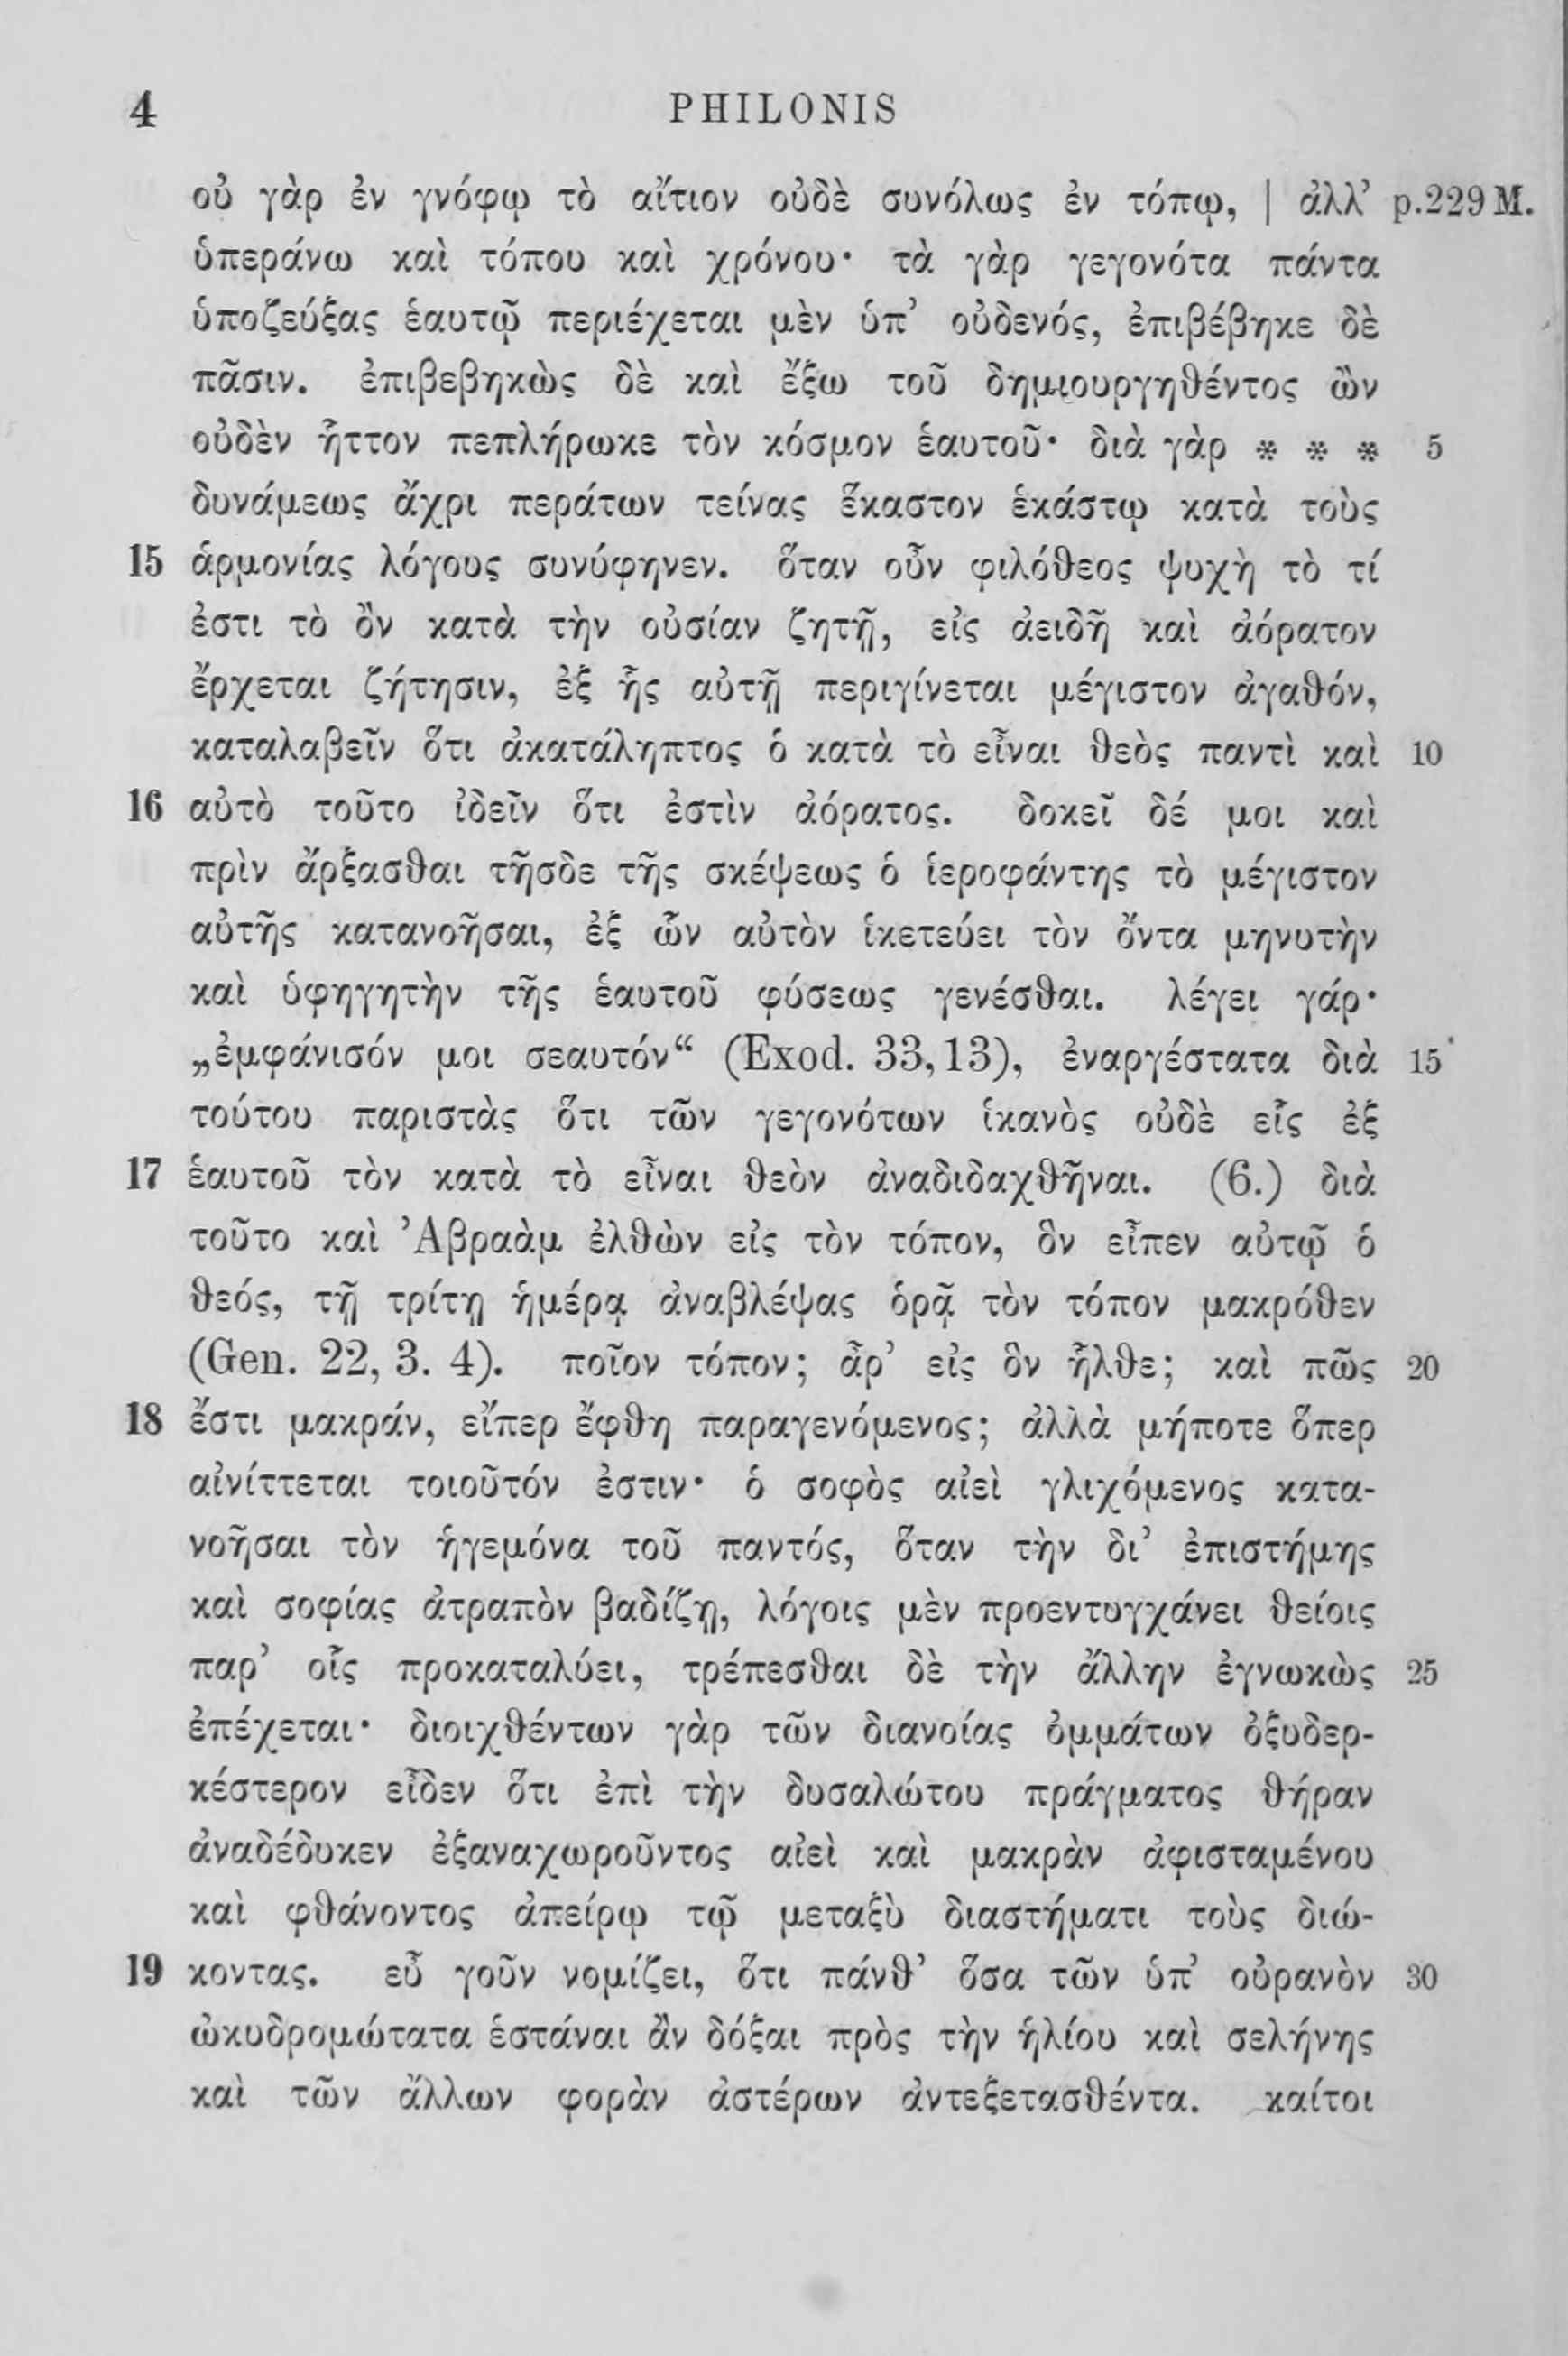 4 PHILONIS
οὐ γὰρ ἐν γνόφῳ τὸ αἴτιον οὐδὲ συνόλως ἐν τόπῳ, | ἀλλ’ p.229 M.
ὑπεράνω καὶ τόπου καὶ χρόνου· τὰ γὰρ γεγονότα πάντα
ὑποζεύξας ἑαυτῷ περιέχεται μὲν ὑπ’ οὐδενός, ἐπιβέβηκε δὲ
πᾶσιν. ἐπιβεβηκὼς δὲ καὶ ἔξω τοῦ δημιουργηθέντος ὢν
οὐδὲν ἧττον πεπλήρωκε τὸν κόσμον ἑαυτοῦ· διὰ γὰρ * * * 5
δυνάμεως ἄχρι περάτων τείνας ἕκαστον ἑκάστῳ κατὰ τοὺς
15 ἁρμονίας λόγους συνύφηνεν. ὅταν οὖν φιλόθεος ψυχὴ τὸ τί
ἐστι τὸ ὂν κατὰ τὴν οὐσίαν ζητῇ, εἰς ἀειδῆ καὶ ἀόρατον
ἔρχεται ζήτησιν, ἐξ ἧς αὐτῇ περιγίνεται μέγιστον ἀγαθόν,
καταλαβεῖν ὅτι ἀκατάληπτος ὁ κατὰ τὸ εἶναι θεὸς παντὶ καὶ 10
16 αὐτὸ τοῦτο ἰδεῖν ὅτι ἐστὶν ἀόρατος. δοκεῖ δέ μοι καὶ
πρὶν ἄρξασθαι τῆσδε τῆς σκέψεως ὁ ἱεροφάντης τὸ μέγιστον
αὐτῆς κατανοῆσαι, ἐξ ὧν αὐτὸν ἱκετεύει τὸν ὄντα μηνυτὴν
καὶ ὑφηγητὴν τῆς ἑαυτοῦ φύσεως γενέσθαι. λέγει γάρ·
„ἐμφάνισόν μοι σεαυτόν“ (Exod. 33,13), ἐναργέστατα διὰ 15
τούτου παριστὰς ὅτι τῶν γεγονότων ἱκανὸς οὐδὲ εἷς ἐξ
17 ἑαυτοῦ τὸν κατὰ τὸ εἶναι θεὸν ἀναδιδαχθῆναι. (6.) διὰ
τοῦτο καὶ Ἀβραὰμ ἐλθὼν εἰς τὸν τόπον, ὃν εἶπεν αὐτῷ ὁ
θεός, τῇ τρίτῃ ἡμέρᾳ ἀναβλέψας ὁρᾷ τὸν τόπον μακρόθεν
(Gen. 22, 3. 4). ποῖον τόπον; ἆρ’ εἰς ὃν ἦλθε; καὶ πῶς 20
18 ἔστι μακράν, εἴπερ ἔφθη παραγενόμενος; ἀλλὰ μήποτε ὅπερ
αἰνίττεται τοιοῦτόν ἐστιν· ὁ σοφὸς αἰεὶ γλιχόμενος κατα-
νοῆσαι τὸν ἡγεμόνα τοῦ παντός, ὅταν τὴν δι’ ἐπιστήμης
καὶ σοφίας ἀτραπὸν βαδίζῃ, λόγοις μὲν προεντυγχάνει θείοις
παρ’ οἷς προκαταλύει, τρέπεσθαι δὲ τὴν ἄλλην ἐγνωκὼς 25
ἐπέχεται· διοιχθέντων γὰρ τῶν διανοίας ὀμμάτων ὀξυδερ-
κέστερον εἶδεν ὅτι ἐπὶ τὴν δυσαλώτου πράγματος θήραν
ἀναδέδυκεν ἐξαναχωροῦντος αἰεὶ καὶ μακρὰν ἀφισταμένου
καὶ φθάνοντος ἀπείρῳ τῷ μεταξὺ διαστήματι τοὺς διώ-
19 κοντας. εὖ γοῦν νομίζει, ὅτι πάνθ’ ὅσα τῶν ὑπ’ οὐρανὸν 30
ὠκυδρομώτατα ἑστάναι ἂν δόξαι πρὸς τὴν ἡλίου καὶ σελήνης
καὶ τῶν ἄλλων φορὰν ἀστέρων ἀντεξετασθέντα. καίτοι